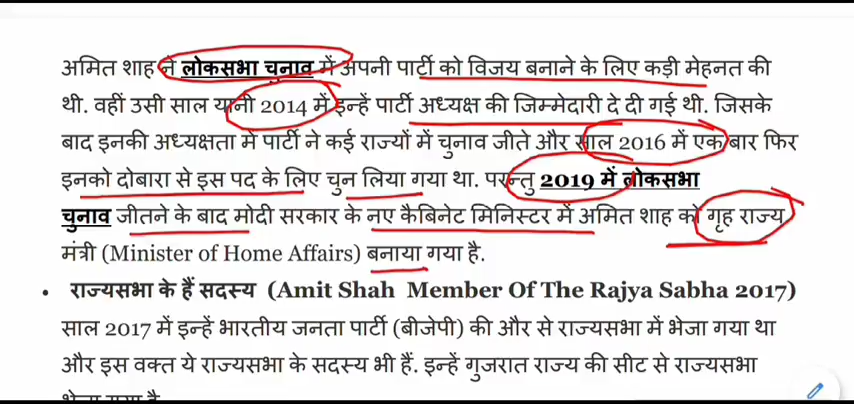 अमित शाह ने लोकसभा चुनाव में अपनी पार्टी को विजय बनाने के लिए कड़ी मेहनत की
थी. वहीं उसी साल यानी 2014 में इन्हें पार्टी अध्यक्ष की जिम्मेदारी दे दी गई थी. जिसके
बाद इनकी अध्यक्षता में पार्टी ने कई राज्यों में चुनाव जीते और साल 2016 में एक बार फिर
इनको दोबारा से इस पद के लिए चुन लिया गया था. परन्तु 2019 में लोकसभा
चुनाव जीतने के बाद मोदी सरकार के नए कैबिनेट मिनिस्टर में अमित शाह को गृह राज्य
मंत्री (Minister of Home Affairs) बनाया गया है.
• राज्यसभा के हैं सदस्य (Amit Shah Member Of The Rajya Sabha 2017)
साल 2017 में इन्हें भारतीय जनता पार्टी (बीजेपी) की और से राज्यसभा में भेजा गया था
और इस वक्त ये राज्यसभा के सदस्य भी हैं. इन्हें गुजरात राज्य की सीट से राज्यसभा